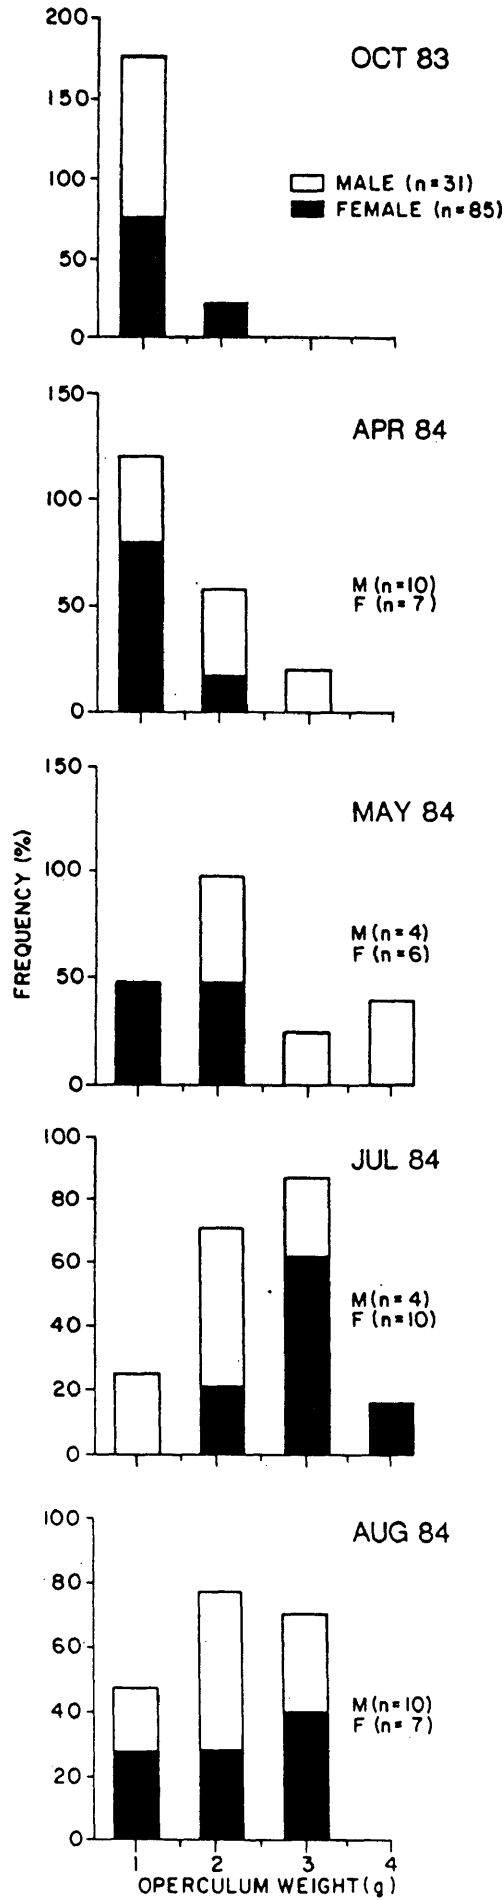 200
OCT 83
150
100
MALE (n=31)
FEMALE (n=85)
50
0
150
APR 84
100
M (n=10)
F (n=7)
50
0
150
MAY 84
100
M (n=4)
F (n=6)
50
0
FREQUENCY (%)
100
JUL 84
80
60
M (n=4)
F (n=10)
40
20
0
100
AUG 84
80
60
M (n=10)
F (n=7)
40
20
0
1 2 3 4
OPERCULUM WEIGHT (g)